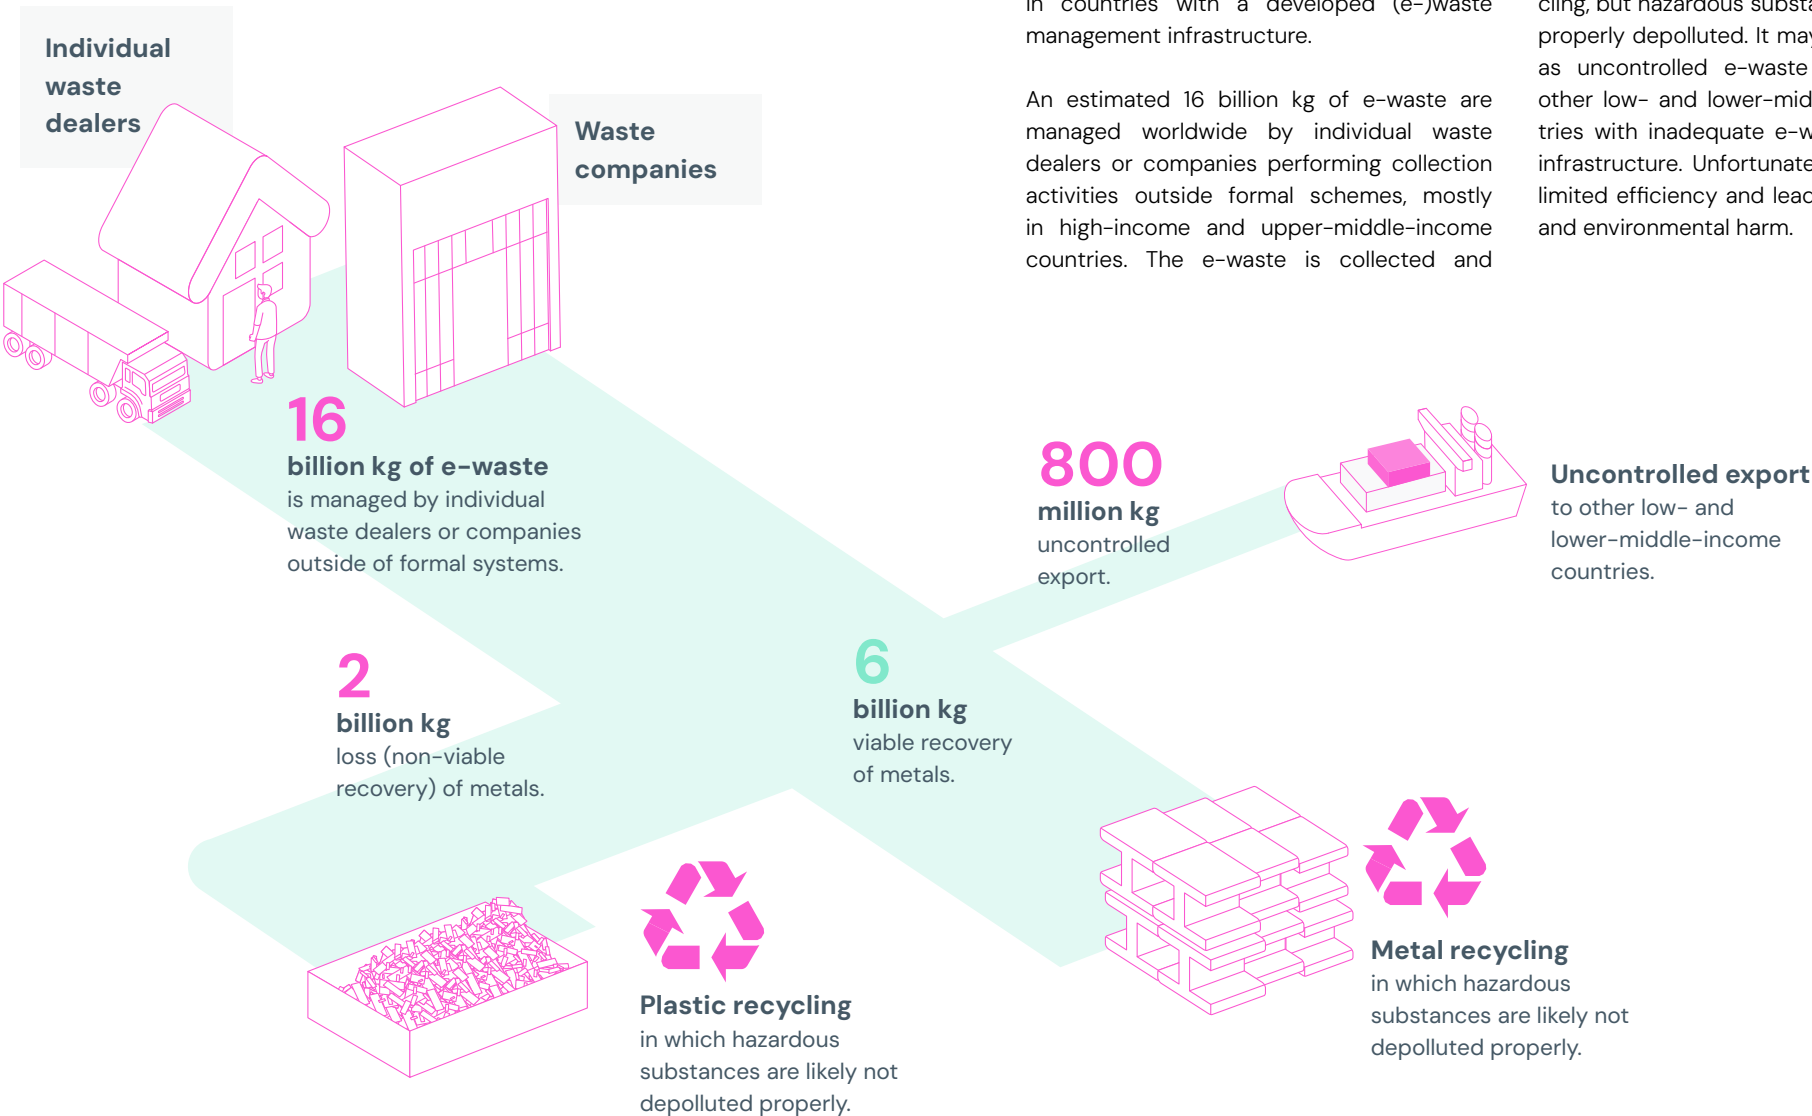 in countries with a developed (e-)waste
management infrastructure.
An estimated 16 billion kg of e-waste are
managed worldwide by individual waste
dealers or companies performing collection
activities outside formal schemes, mostly
in high-income and upper-middle-income
countries. The e-waste is collected and
cling, but hazardous
properly depolluted. It may
as uncontrolled e-waste
other low- and
tries with inadequate
infrastructure.
limited efficiency and
and environmental harm.
Individual
waste
dealers
Waste
companies
16
billion kg of e-waste
is managed by individual
waste dealers or companies
outside of formal systems.
800
million kg
uncontrolled
export.
Uncontrolled export
to other low- and
lower-middle-income
countries.
2
billion kg
loss (non-viable
recovery) of metals.
6
billion kg
viable recovery
of metals.
Plastic recycling
in which hazardous
substances are likely not
depolluted properly.
Metal recycling
in which hazardous
substances are likely not
depolluted properly.